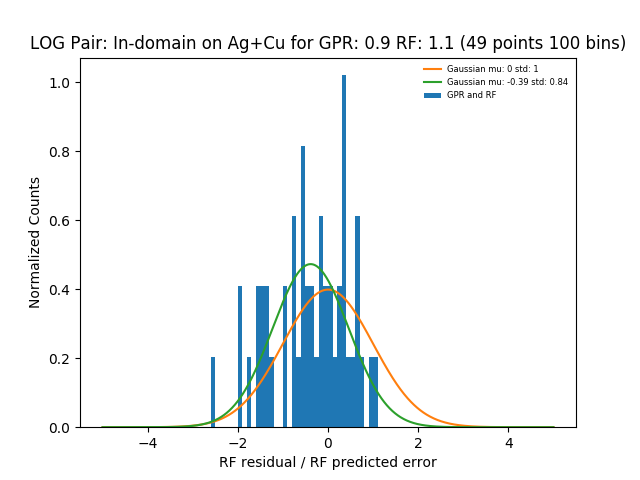 LOG Pair: In-domain on Ag+Cu for GPR: 0.9 RF: 1.1 (49 points 100 bins)
Gaussian mu: 0 std: 1
Gaussian mu: -0.39 std: 0.84
GPR and RF
Normalized Counts
1.0
0.8
0.6
0.4
0.2
0.0
−4 −2 0 2 4
RF residual / RF predicted error